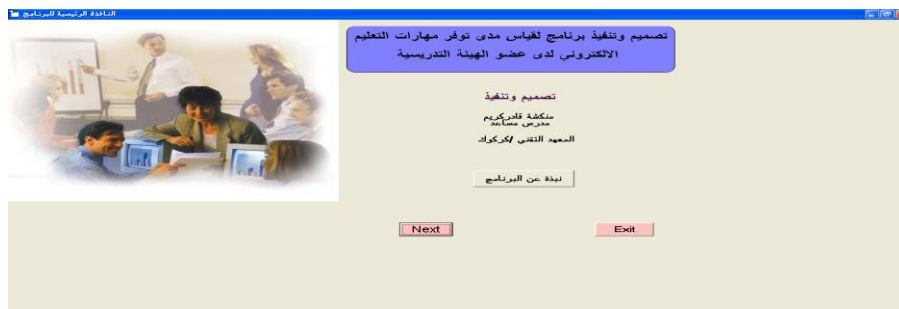 النافذة الرئيسية للبرنامج
تصميم وتنفيذ برنامج لقياس مدى توفر مهارات التعليم
الالكتروني لدى عضو الهيئة التدريسية
تصميم وتنفيذ
منكشة قادركريم
مدرس مساعد
المعهد التقني /كركوك
نبذة عن البرنامج
Next
Exit